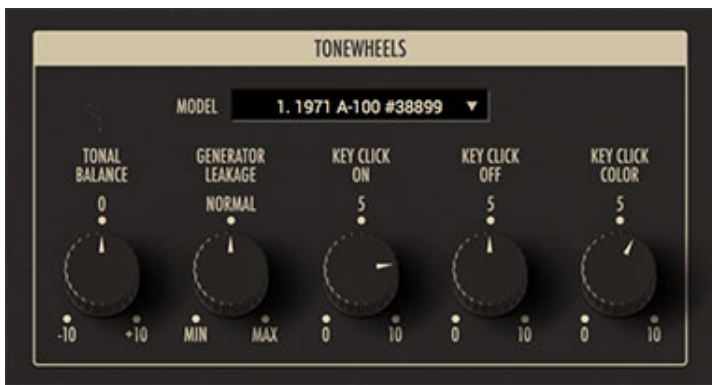 TONEWHEELS
MODEL 1. 1971 A-100 #38899
TONAL BALANCE
0
-10 +10
GENERATOR LEAKAGE
NORMAL
MIN MAX
KEY CLICK ON
5
0 10
KEY CLICK OFF
5
0 10
KEY CLICK COLOR
5
0 10